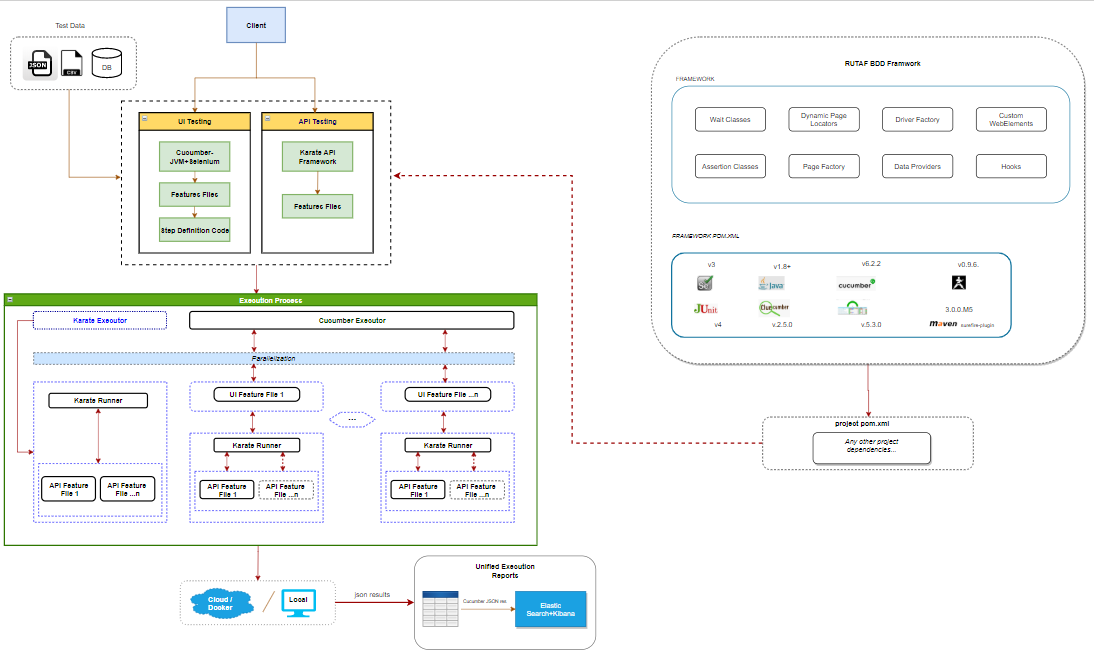 Test Data
JSON
CSV
DB
Client
UI Testing
Cucumber-
JVM+Selenium
Features Files
Step Definition Code
API Testing
Karate API
Framework
Features Files
RUTAF BDD Framwork
FRAMEWORK
Wait Classes
Dynamic Page
Locators
Driver Factory
Custom
WebElements
Assertion Classes
Page Factory
Data Providers
Hooks
FRAMEWORK POM.XML
v3
v1.8+
v6.2.2
v0.9.6.
Se
Java
cucumber
JUnit
Cucumber
3.0.0.M5
v4
v.2.5.0
v.5.3.0
maven surefire-plugin
project pom.xml
Any other project
dependencies...
Execution Process
Karate Executor
Cucumber Executor
Parallelization
Karate Runner
API Feature
File 1
API Feature
File ...n
UI Feature File 1
Karate Runner
API Feature
File 1
API Feature
File ...n
...
UI Feature File ...n
Karate Runner
API Feature
File 1
API Feature
File ...n
Cloud /
Docker
Local
json results
Unified Execution
Reports
Cucumber JSON res
Elastic
Search+Kibana